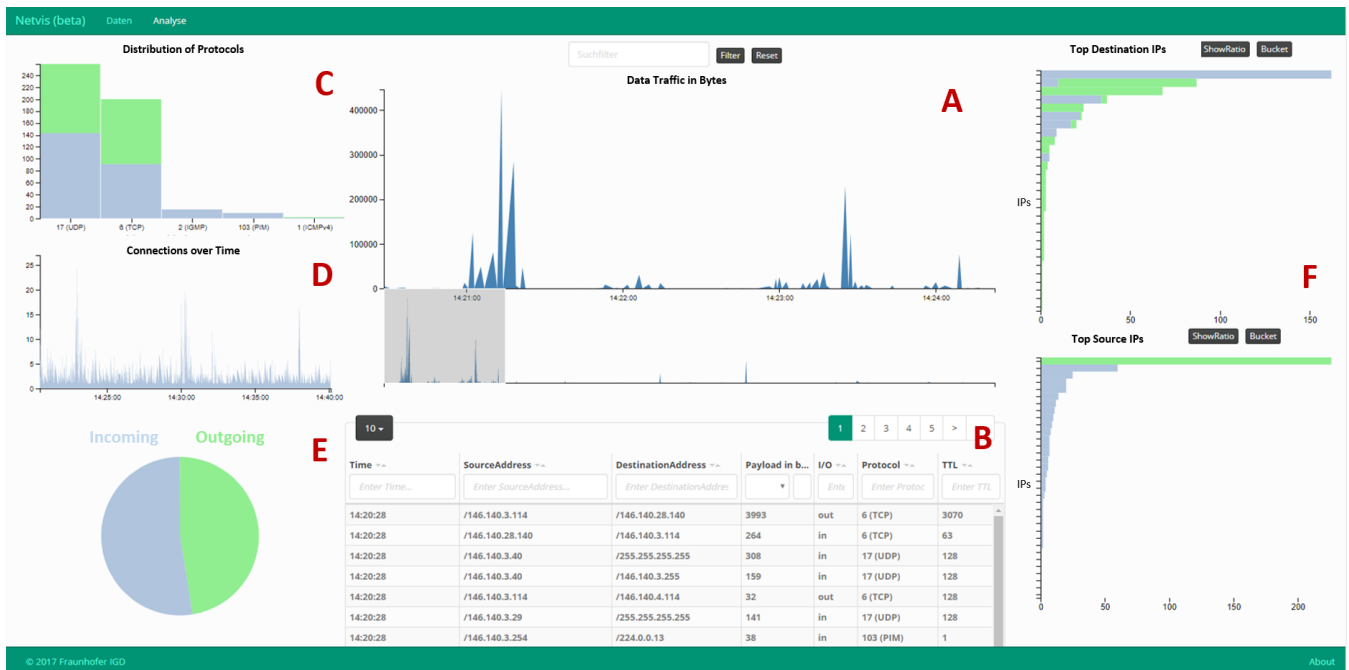 Netvis (beta) Daten Analyse
Distribution of Protocols
C
240
220
200
180
160
140
120
100
80
60
40
20
0
17 (UDP) 6 (TCP) 2 (IGMP) 103 (PIM) 1 (ICMPv4)
Connections over Time
D
25
20
15
10
5
0
14:25:00 14:30:00 14:35:00 14:40:00
Incoming Outgoing
E
Suchfilter Filter Reset
Data Traffic in Bytes
A
400000
300000
200000
100000
0
14:21:00 14:22:00 14:23:00 14:24:00
10
1 2 3 4 5 >
B
Time SourceAddress DestinationAddress Payload in b... I/O Protocol TTL
Enter Time... Enter SourceAddress... Enter DestinationAddre Ente Enter Protoc Enter TTL
14:20:28 /146.140.3.114 /146.140.28.140 3993 out 6 (TCP) 3070
14:20:28 /146.140.28.140 /146.140.3.114 264 in 6 (TCP) 63
14:20:28 /146.140.3.40 /255.255.255.255 308 in 17 (UDP) 128
14:20:28 /146.140.3.40 /146.140.3.255 159 in 17 (UDP) 128
14:20:28 /146.140.3.114 /146.140.4.114 32 out 6 (TCP) 128
14:20:28 /146.140.3.29 /255.255.255.255 141 in 17 (UDP) 128
14:20:28 /146.140.3.254 /224.0.0.13 38 in 103 (PIM) 1
Top Destination IPs ShowRatio Bucket
IPs
F
0 50 100 150
Top Source IPs ShowRatio Bucket
IPs
0 50 100 150 200
© 2017 Fraunhofer IGD About